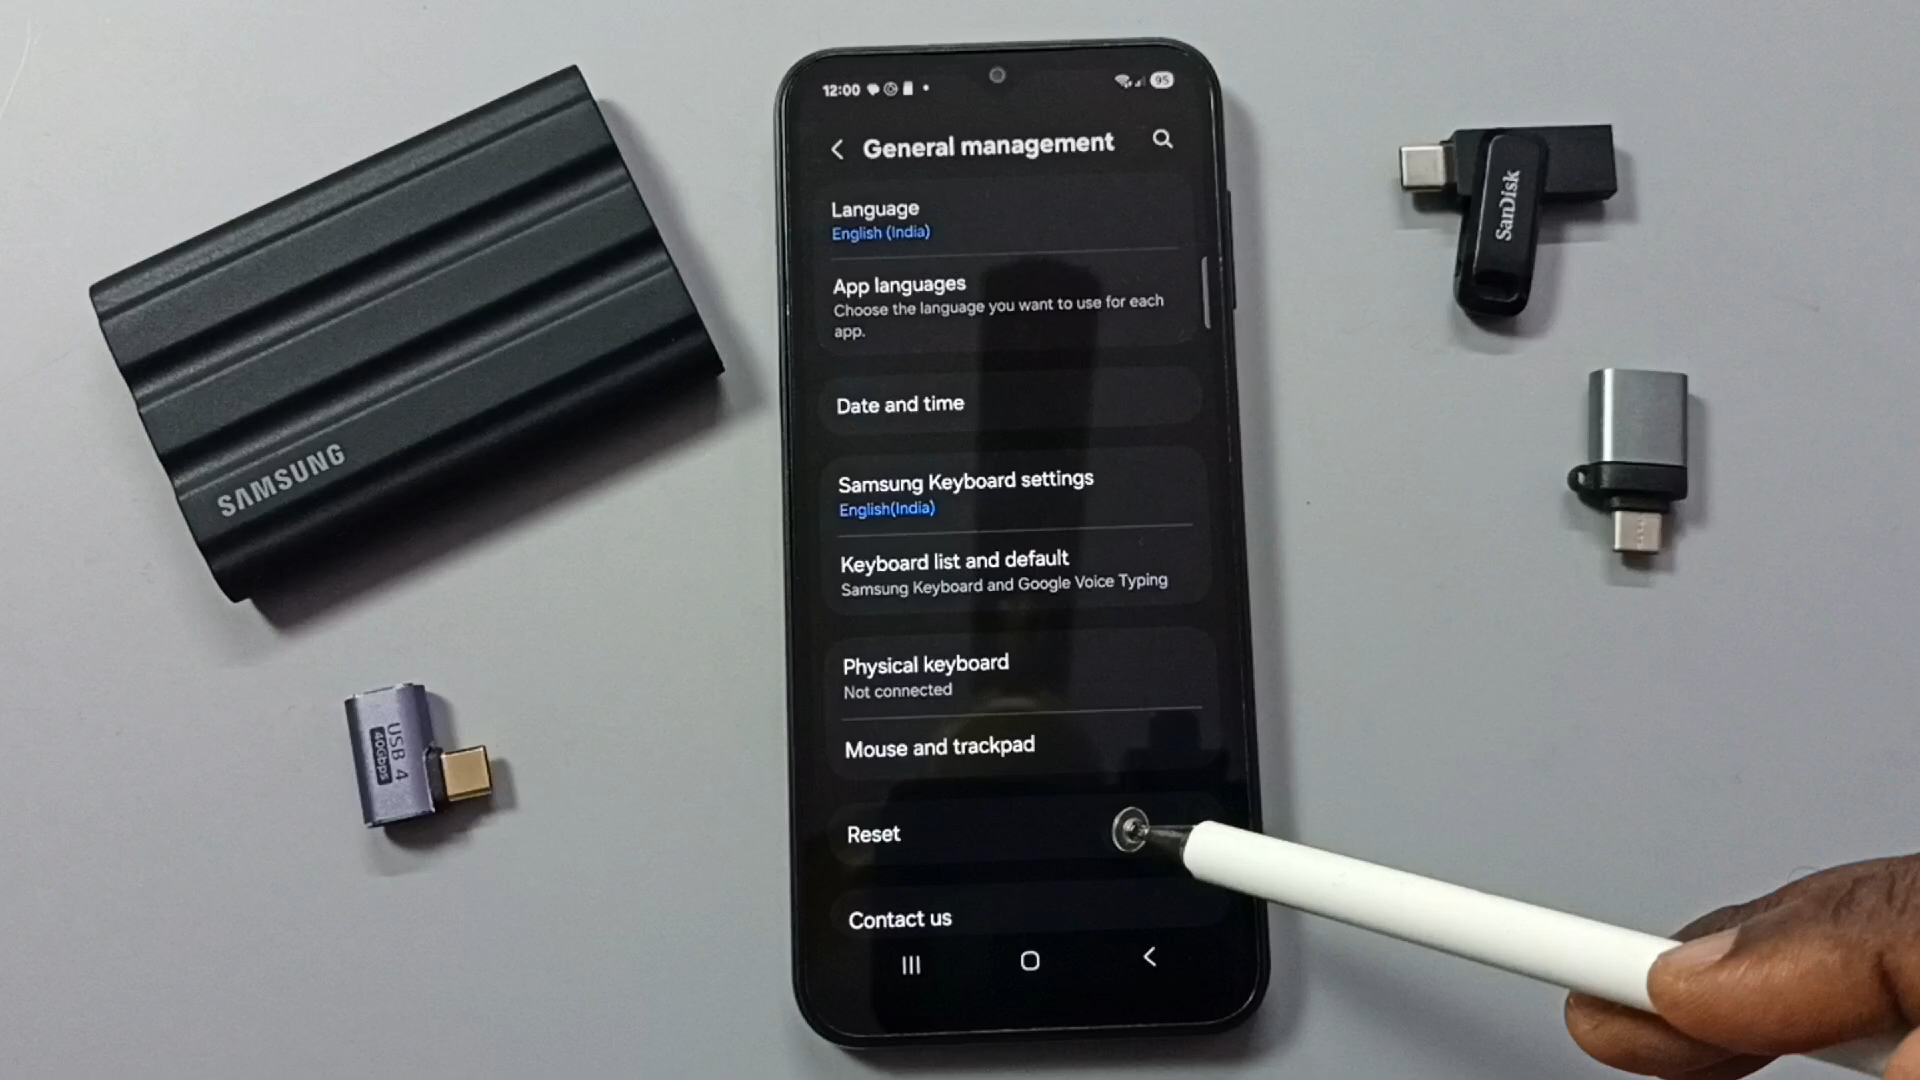 12:00
95
General management
Language
English (India)
App languages
Choose the language you want to use for each
app.
Date and time
Samsung Keyboard settings
English(India)
Keyboard list and default
Samsung Keyboard and Google Voice Typing
Physical keyboard
Not connected
Mouse and trackpad
Reset
Contact us
SAMSUNG
USB 4
40Gbps
SanDisk